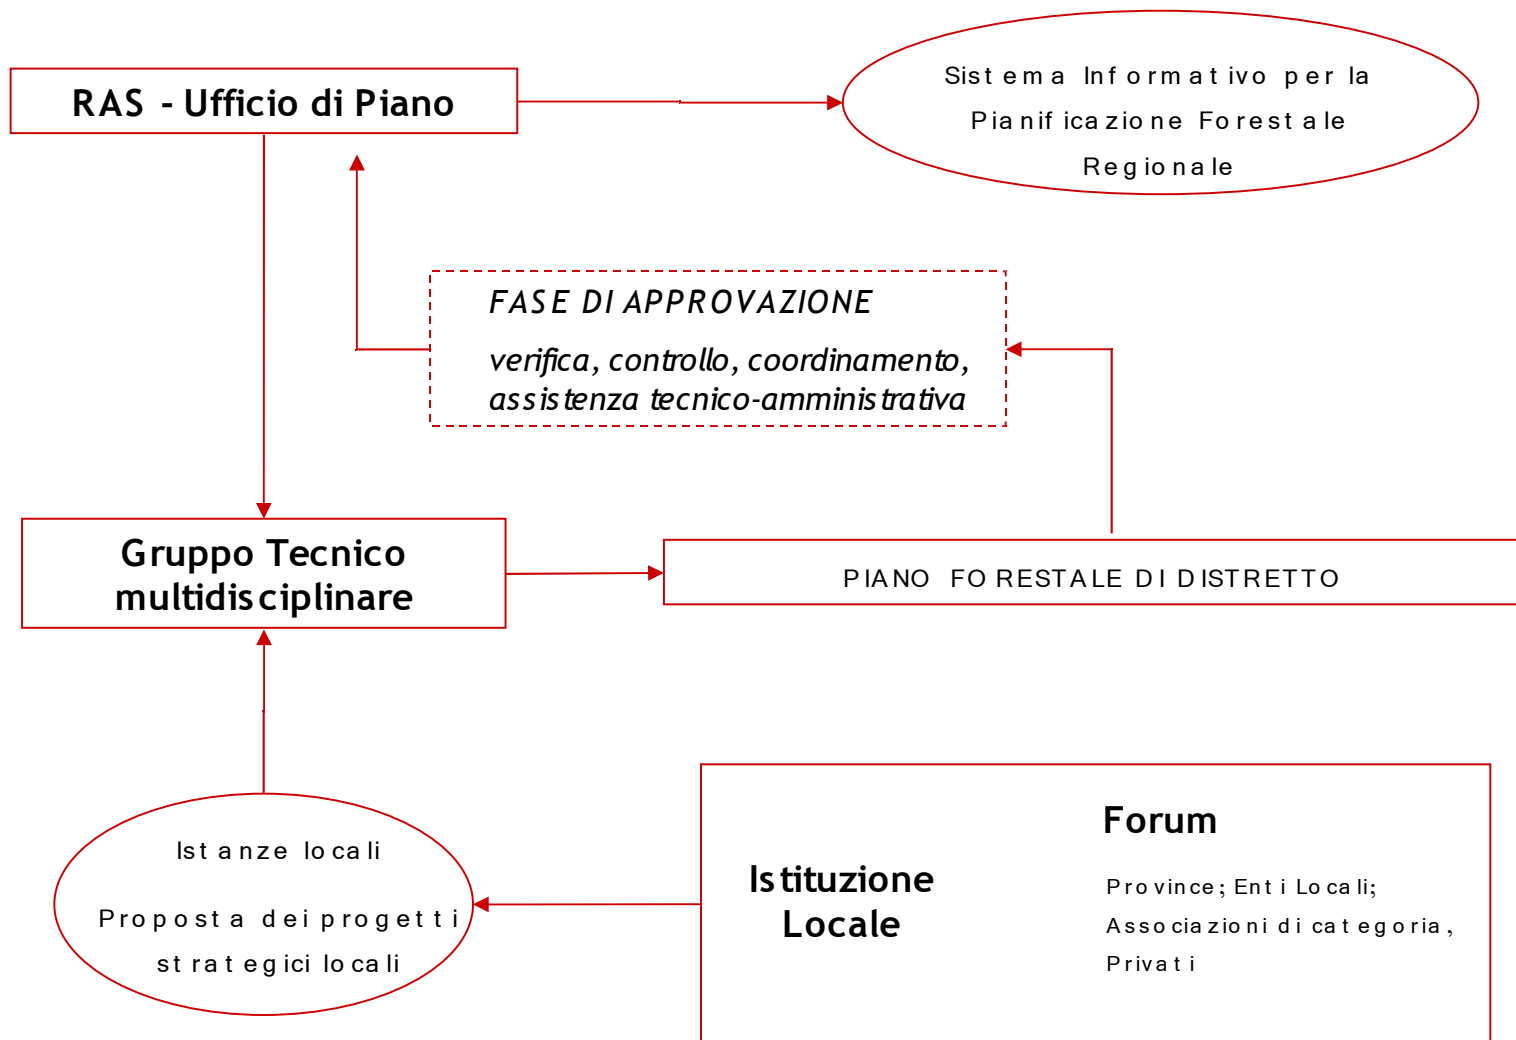 RAS - Ufficio di Piano
Sistema Informativo per la
Pianificazione Forestale
Regionale
FASE DI APPROVAZIONE
verifica, controllo, coordinamento,
assistenza tecnico-amministrativa
Gruppo Tecnico
multidisciplinare
PIANO FORESTALE DI DISTRETTO
Istanze locali
Proposta dei progetti
strategici locali
Istituzione
Locale
Forum
Province; Enti Locali;
Associazioni di categoria,
Privati